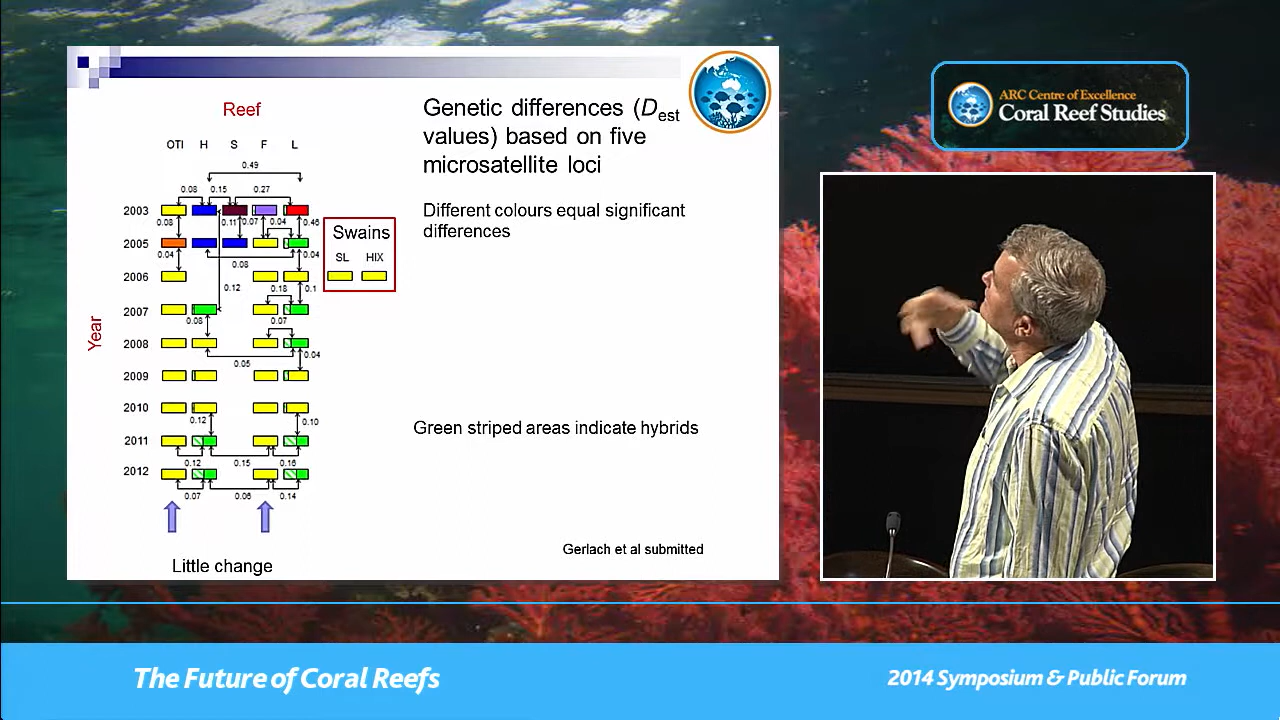 ARC Centre of Excellence
Coral Reef Studies
Reef
Genetic differences (Dest
values) based on five
microsatellite loci
OTI H S F L
0.49
0.08 0.15 0.27
2003
0.08 0.11 0.07 0.04 0.46
Different colours equal significant
differences
2005
Swains
0.04 0.08 0.04
SL HIX
2006
0.12 0.18 0.1
2007
0.08 0.07
Year
2008
0.05 0.04
2009
2010
0.12 0.10
Green striped areas indicate hybrids
2011
0.12 0.15 0.16
2012
0.07 0.06 0.14
Gerlach et al submitted
Little change
The Future of Coral Reefs
2014 Symposium & Public Forum